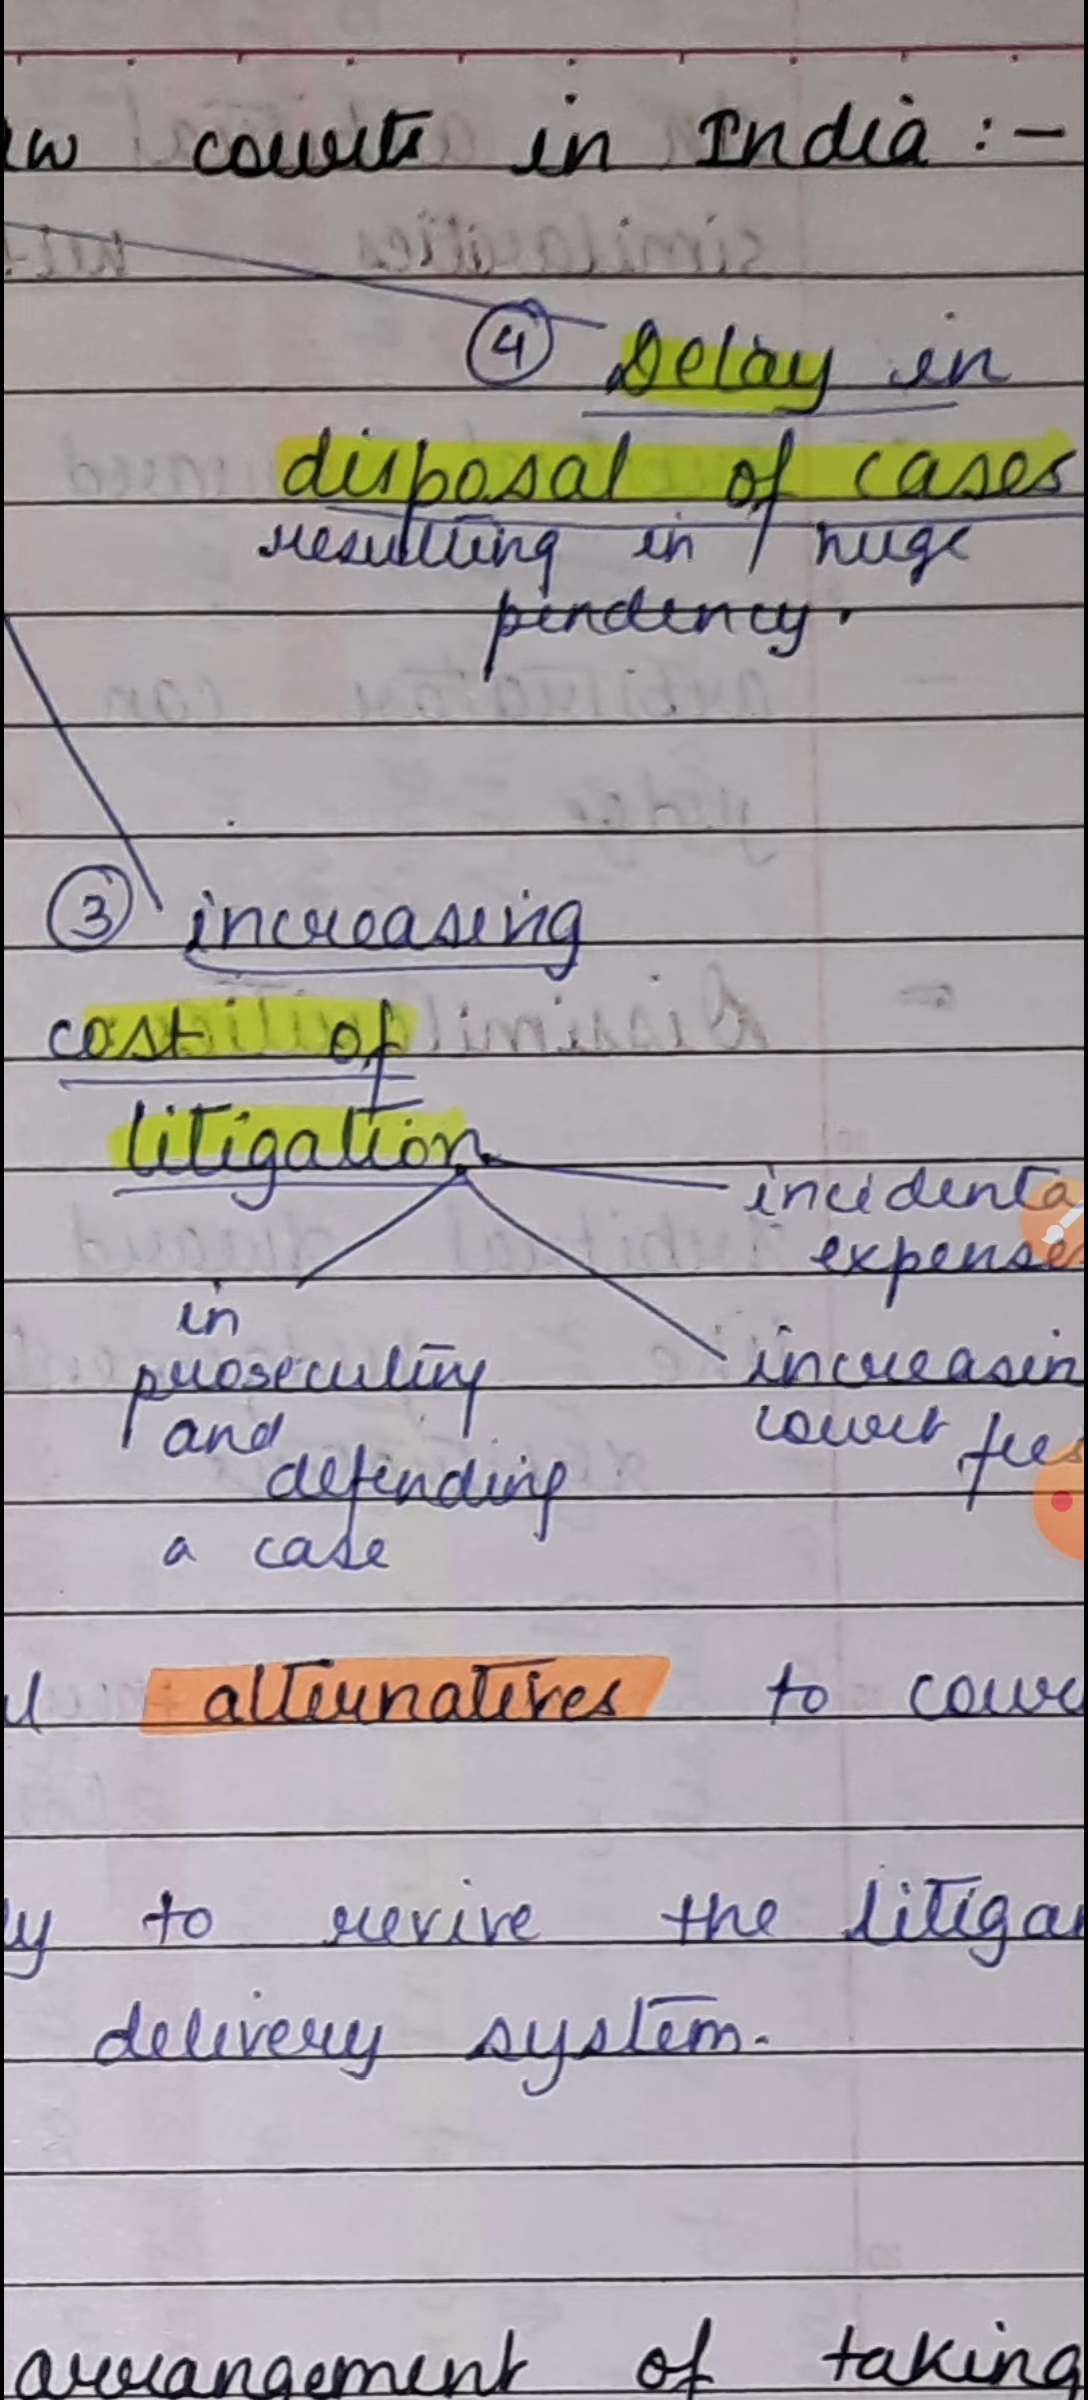 courts in India :-
④ Delay in
disposal of cases
resulting in huge
pendency.
③ increasing
cost of
litigation
incidenta
expense
in
prosecuting
and
defending
a case
increasin
court fees
alternatives to cour
to revive the litiga
delivery system.
arrangement of taking